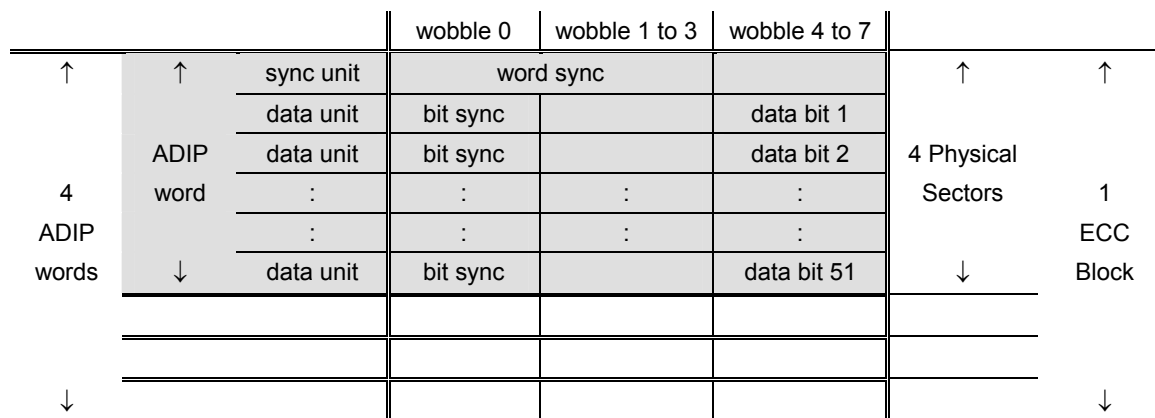 wobble 0 wobble 1 to 3 wobble 4 to 7
↑ ↑ sync unit word sync ↑ ↑
data unit bit sync data bit 1
ADIP data unit bit sync data bit 2 4 Physical
4 word : : : : Sectors 1
ADIP : : : : ECC
words ↓ data unit bit sync data bit 51 ↓ Block
↓ ↓